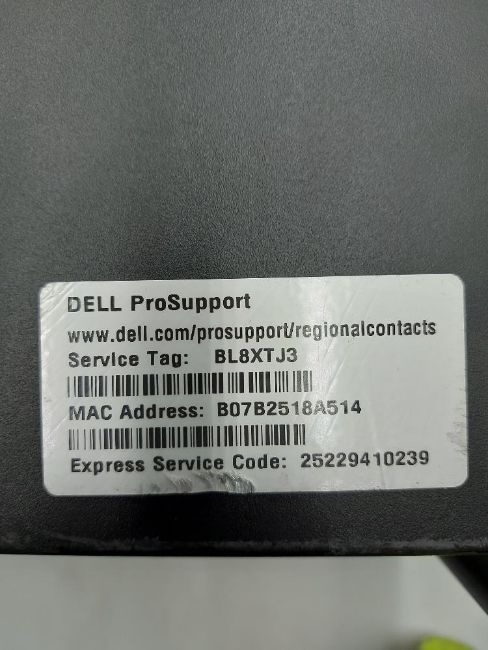 DELL ProSupport
www.dell.com/prosupport/regionalcontacts
Service Tag: BL8XTJ3
MAC Address: B07B2518A514
Express Service Code: 25229410239